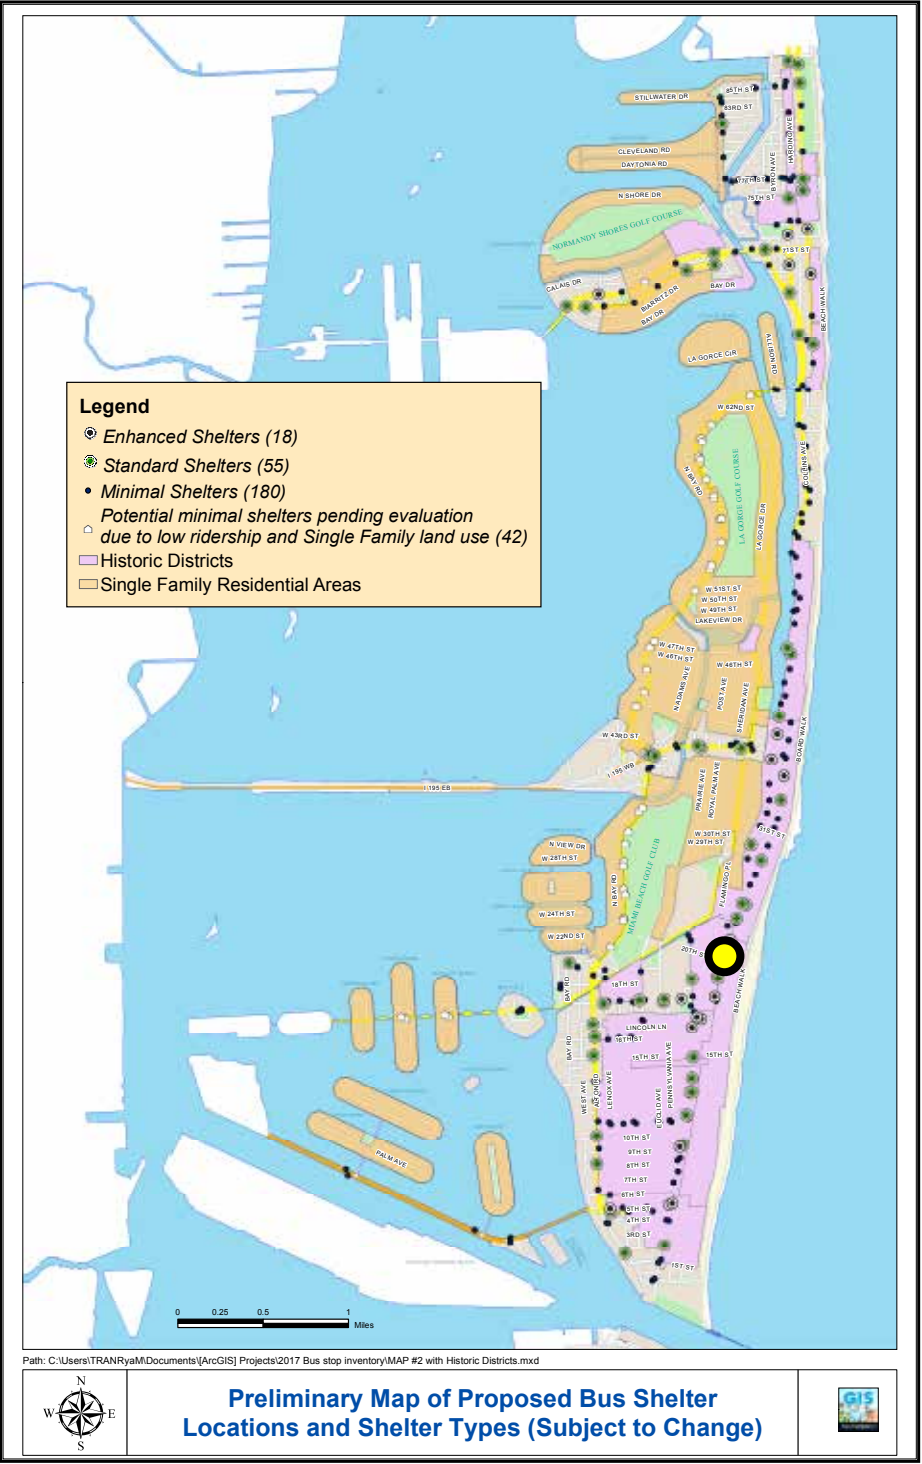 STILLWATER DR
85TH ST
83RD ST
HARDING AVE
CLEVELAND RD
DAYTONIA RD
BYRON AVE
77TH ST
75TH ST
N SHORE DR
NORMANDY SHORES GOLF COURSE
71ST ST
CALAIS DR
BIARRITZ DR
BAY DR
BAY DR
BEACH WALK
ALLISON RD
LA GORCE CIR
Legend
Enhanced Shelters (18)
Standard Shelters (55)
Minimal Shelters (180)
Potential minimal shelters pending evaluation
due to low ridership and Single Family land use (42)
Historic Districts
Single Family Residential Areas
W 62ND ST
N BAY RD
LA GORGE GOLF COURSE
COLLINS AVE
LA GORCE DR
W 51ST ST
W 50TH ST
W 49TH ST
LAKEVIEW DR
W 47TH ST
W 46TH ST
W 46TH ST
N ADAMS AVE
POST AVE
SHERIDAN AVE
BOARD WALK
W 43RD ST
I 195 WB
I 195 EB
PRAIRIE AVE
ROYAL PALM AVE
31ST ST
W 30TH ST
W 29TH ST
N VIEW DR
W 28TH ST
MIAMI BEACH GOLF CLUB
FLAMINGO PL
N BAY RD
W 24TH ST
W 22ND ST
20TH S
BEACH WALK
BAY RD
18TH ST
LINCOLN LN
16TH ST
BAY RD
15TH ST
15TH ST
WEST AVE
ALTON RD
LENOX AVE
EUCLID AVE
PENNSYLVANIA AVE
10TH ST
9TH ST
8TH ST
7TH ST
6TH ST
5TH ST
4TH ST
3RD ST
1ST ST
PALM AVE
0 0.25 0.5 1
Miles
Path: C:\Users\TRANRyaM\Documents\[ArcGIS] Projects\2017 Bus stop inventory\MAP #2 with Historic Districts.mxd
N
W E
S
Preliminary Map of Proposed Bus Shelter
Locations and Shelter Types (Subject to Change)
GIS